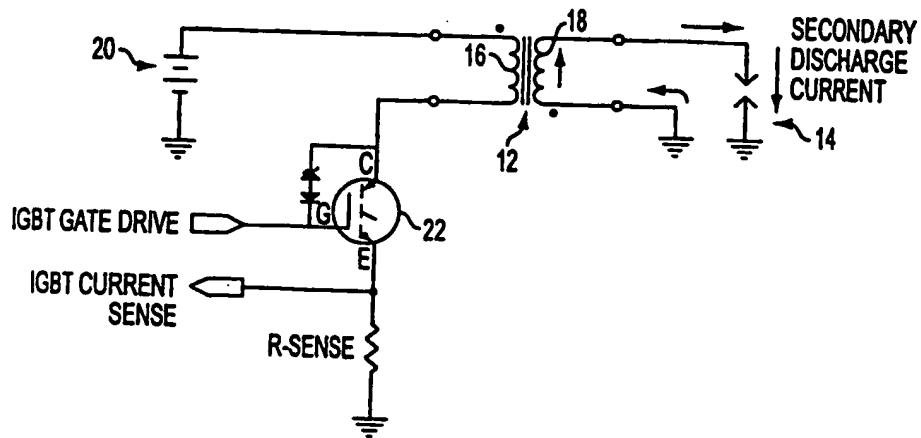 20
16
18
SECONDARY
DISCHARGE
CURRENT
12
14
C
G
22
E
IGBT GATE DRIVE
IGBT CURRENT
SENSE
R-SENSE